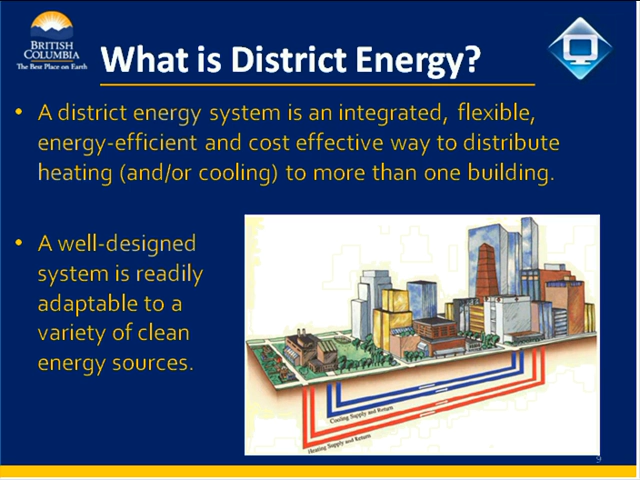 BRITISH
COLUMBIA
The Best Place on Earth
What is District Energy?
• A district energy system is an integrated, flexible,
energy-efficient and cost effective way to distribute
heating (and/or cooling) to more than one building.
• A well-designed
system is readily
adaptable to a
variety of clean
energy sources.
Cooling Supply and Return
Heating Supply and Return
9